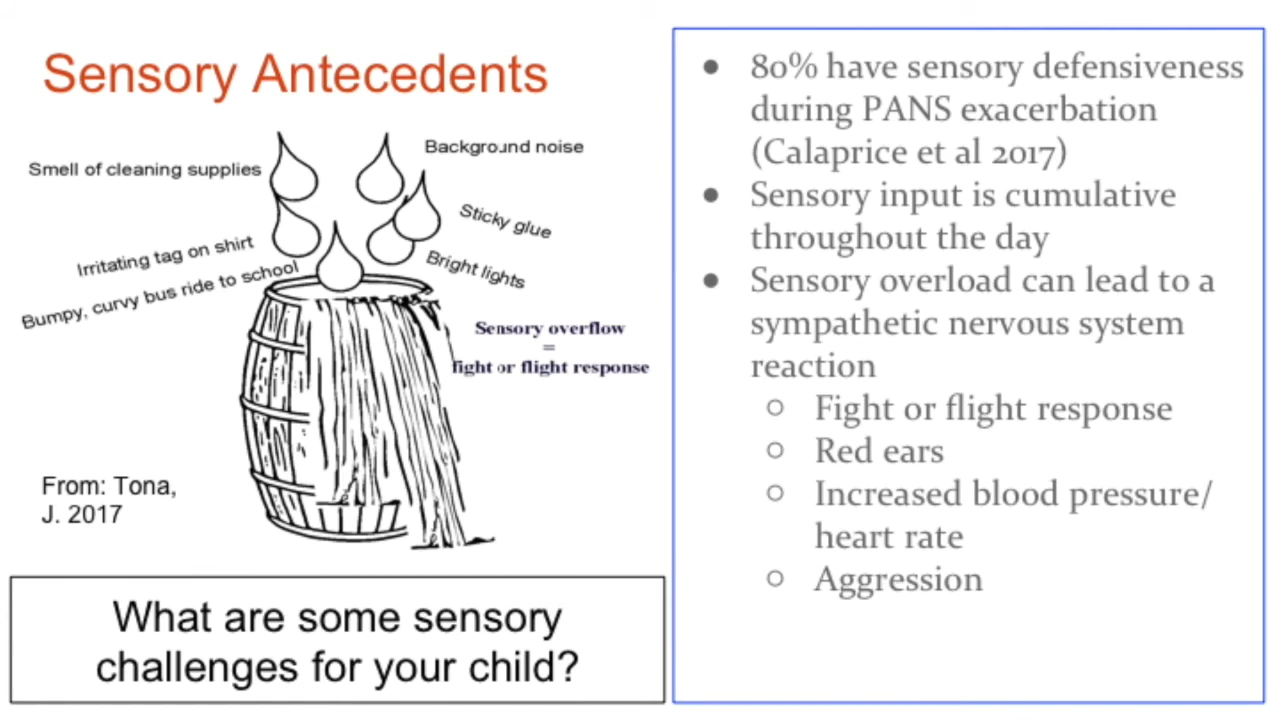 Sensory Antecedents
Smell of cleaning supplies
Background noise
Sticky glue
Irritating tag on shirt
Bright lights
Bumpy, curvy bus ride to school
Sensory overflow
=
fight or flight response
From: Tona,
J. 2017
What are some sensory
challenges for your child?
● 80% have sensory defensiveness
during PANS exacerbation
(Calaprice et al 2017)
● Sensory input is cumulative
throughout the day
● Sensory overload can lead to a
sympathetic nervous system
reaction
○ Fight or flight response
○ Red ears
○ Increased blood pressure/
heart rate
○ Aggression